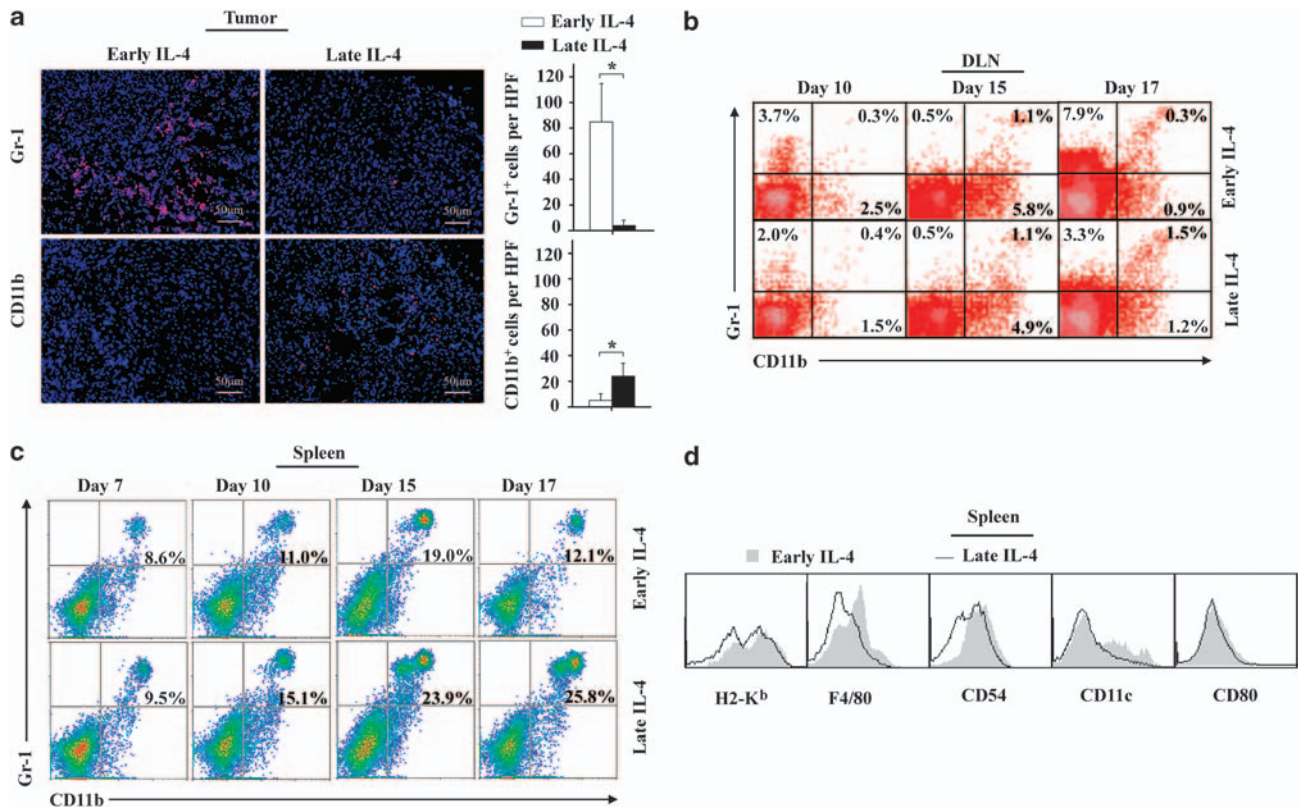 a
Tumor
Early IL-4 Late IL-4
Gr-1
CD11b
50μm
50μm
50μm
50μm
Early IL-4
Late IL-4
Gr-1⁺ cells per HPF
120
100
80
60
40
20
0
*
CD11b⁺ cells per HPF
120
100
80
60
40
20
0
*
b
DLN
Day 10 Day 15 Day 17
3.7% 0.3% 0.5% 1.1% 7.9% 0.3%
2.5% 5.8% 0.9%
Early IL-4
2.0% 0.4% 0.5% 1.1% 3.3% 1.5%
1.5% 4.9% 1.2%
Late IL-4
Gr-1
CD11b
c
Spleen
Day 7 Day 10 Day 15 Day 17
8.6% 11.0% 19.0% 12.1%
Early IL-4
9.5% 15.1% 23.9% 25.8%
Late IL-4
Gr-1
CD11b
d
Spleen
Early IL-4 Late IL-4
H2-Kᵇ F4/80 CD54 CD11c CD80